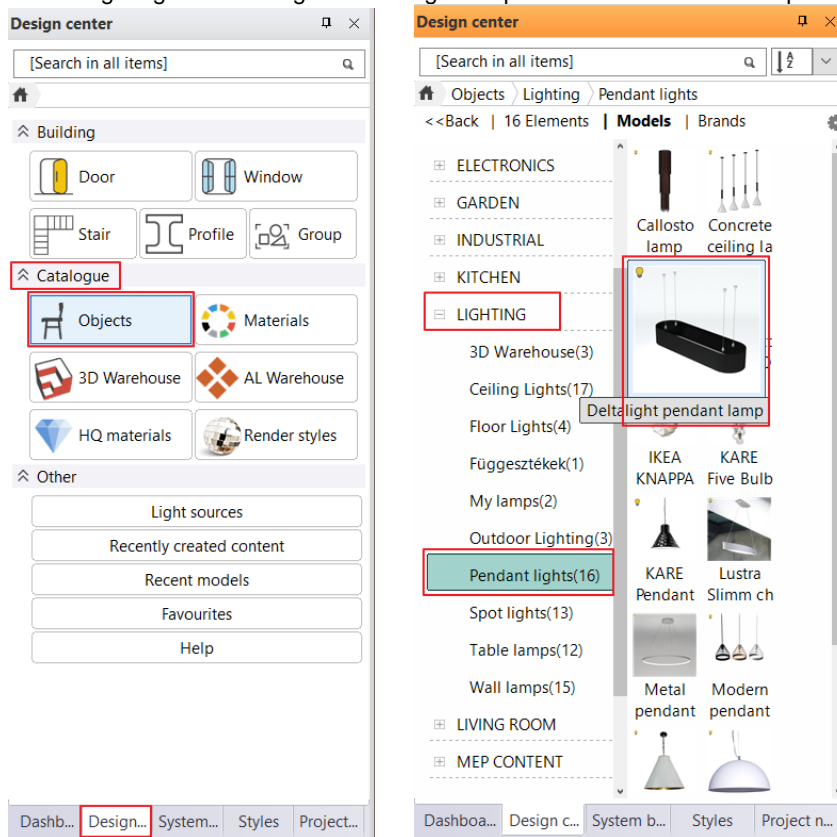 Design center
[Search in all items]
Building
Door
Window
Stair
Profile
Group
Catalogue
Objects
Materials
3D Warehouse
AL Warehouse
HQ materials
Render styles
Other
Light sources
Recently created content
Recent models
Favourites
Help
Dashb... Design... System... Styles Project...
Design center
[Search in all items]
A
Z
Objects Lighting Pendant lights
<<Back | 16 Elements | Models | Brands
ELECTRONICS
GARDEN
INDUSTRIAL
KITCHEN
LIGHTING
3D Warehouse(3)
Ceiling Lights(17)
Floor Lights(4)
Függesztékek(1)
My lamps(2)
Outdoor Lighting(3)
Pendant lights(16)
Spot lights(13)
Table lamps(12)
Wall lamps(15)
LIVING ROOM
MEP CONTENT
Callosto
lamp
Concrete
ceiling la
Deltalight pendant lamp
IKEA
KNAPPA
KARE
Five Bulb
KARE
Pendant
Lustra
Slimm ch
Metal
pendant
Modern
pendant
Dashboa... Design c... System b... Styles Project n...